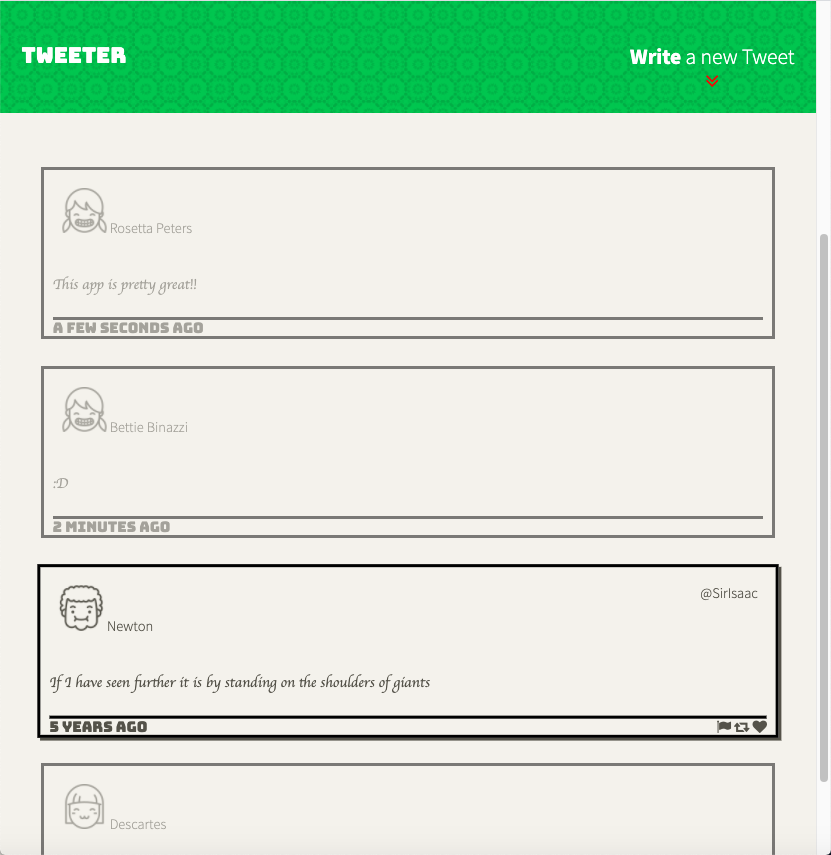 TWEETER
Write a new Tweet
Rosetta Peters
This app is pretty great!!
A FEW SECONDS AGO
Bettie Binazzi
:D
2 MINUTES AGO
@SirIsaac
Newton
If I have seen further it is by standing on the shoulders of giants
5 YEARS AGO
Descartes